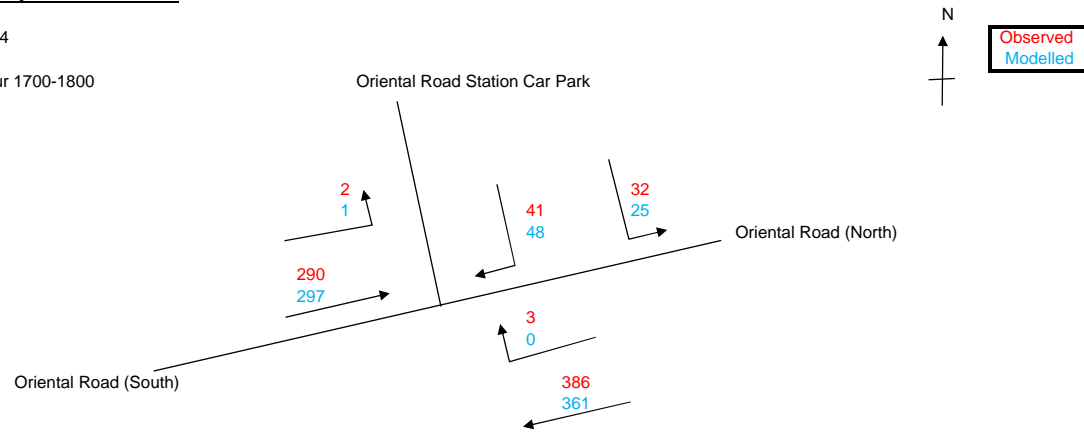 N
4
Observed
Modelled
ur 1700-1800
Oriental Road Station Car Park
2
1
41
48
32
25
Oriental Road (North)
290
297
3
0
Oriental Road (South)
386
361